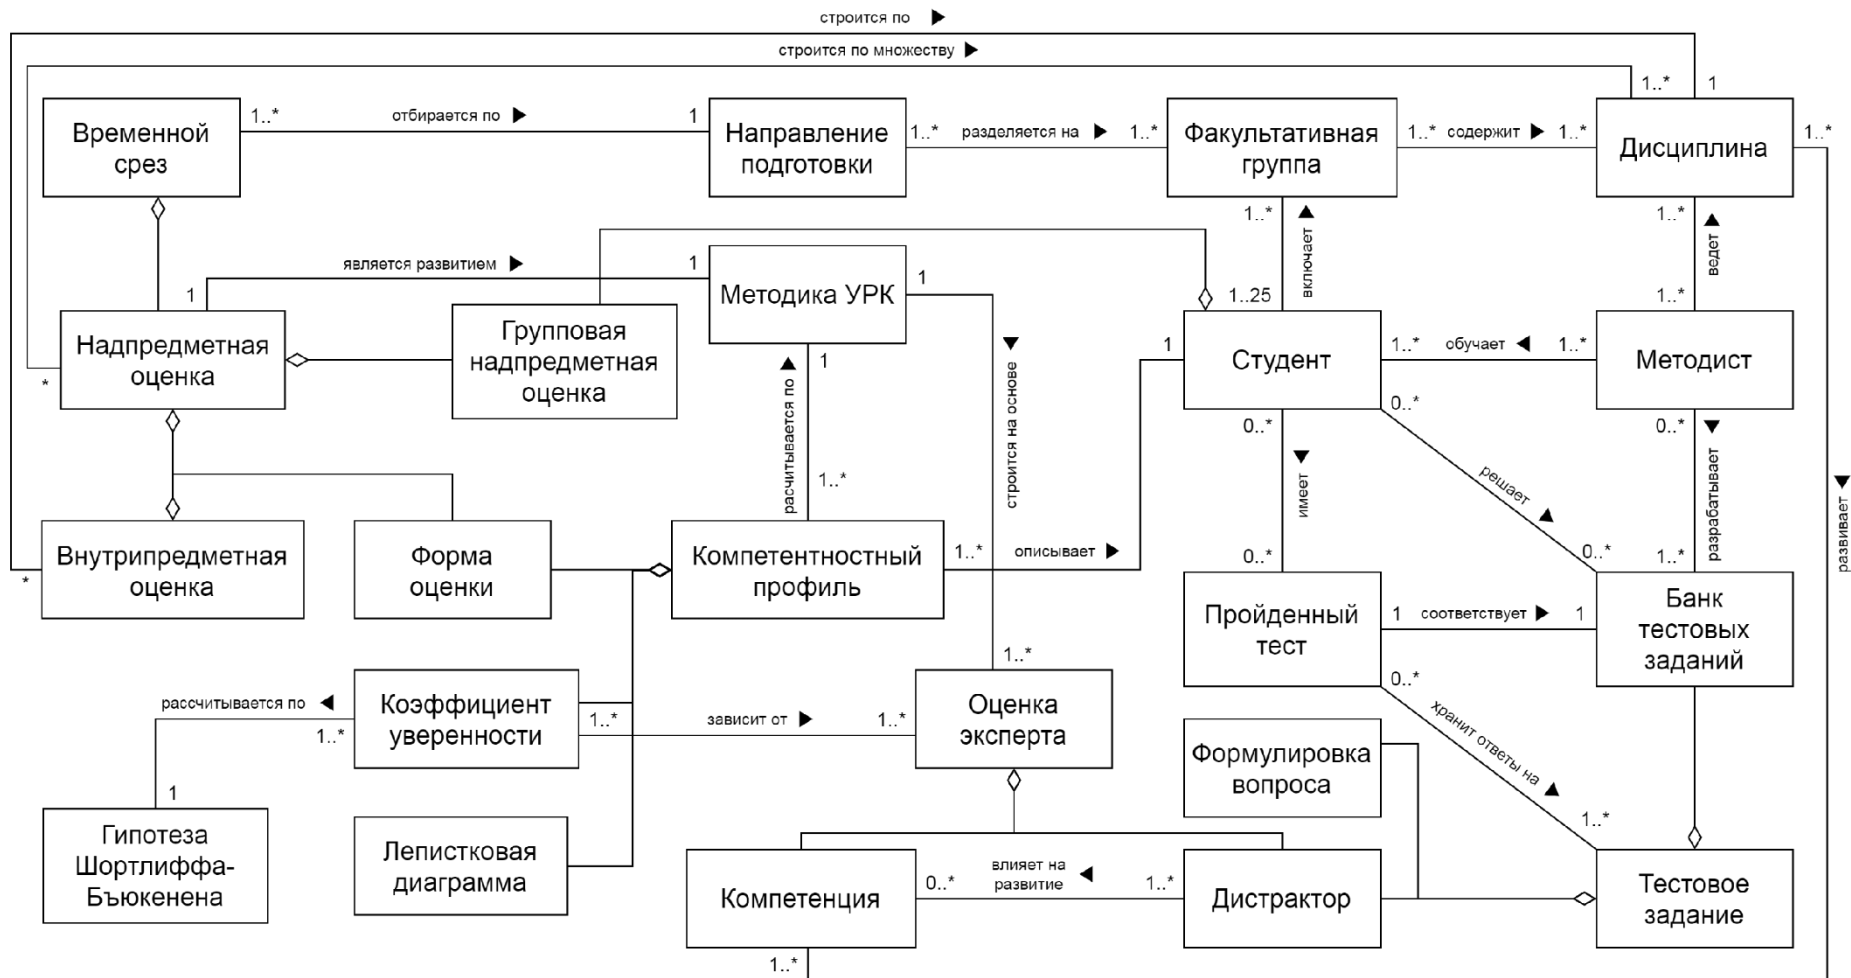 строится по
строится по множеству
1..*
1
Временной
срез
1..*
отбирается по
1
Направление
подготовки
1..*
разделяется на
1..*
Факультативная
группа
1..*
содержит
1..*
Дисциплина
1..*
1..*
включает
1..25
1..*
ведет
1..*
является развитием
1
1
Методика УРК
1
Надпредметная
оценка
*
Групповая
надпредметная
оценка
1
расчитывается по
1..*
строится на основе
1
Студент
1..*
обучает
1..*
Методист
0..*
имеет
0..*
0..*
решает
0..*
0..*
разрабатывает
1..*
развивает
Внутрипредметная
оценка
*
Форма
оценки
Компетентностный
профиль
1..*
описывает
Пройденный
тест
1
соответствует
1
Банк
тестовых
заданий
1..*
рассчитывается по
1..*
Коэффициент
уверенности
1..*
зависит от
1..*
Оценка
эксперта
0..*
хранит ответы на
1..*
Формулировка
вопроса
1
Гипотеза
Шортлиффа-
Бъюкенена
Лепистковая
диаграмма
Компетенция
0..*
влияет на
развитие
1..*
Дистрактор
Тестовое
задание
1..*